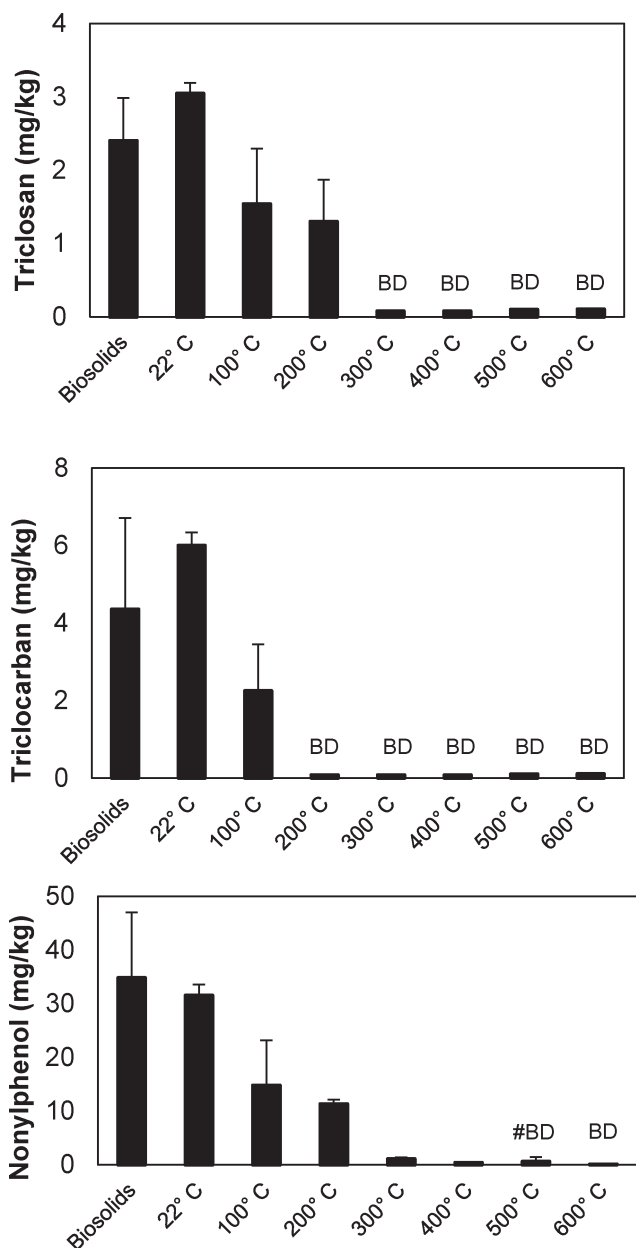 Triclosan (mg/kg)
4
3
2
1
0
BD BD BD BD
Biosolids 22° C 100° C 200° C 300° C 400° C 500° C 600° C
Triclocarban (mg/kg)
8
6
4
2
0
BD BD BD BD BD
Biosolids 22° C 100° C 200° C 300° C 400° C 500° C 600° C
Nonylphenol (mg/kg)
50
40
30
20
10
0
#BD BD
Biosolids 22° C 100° C 200° C 300° C 400° C 500° C 600° C